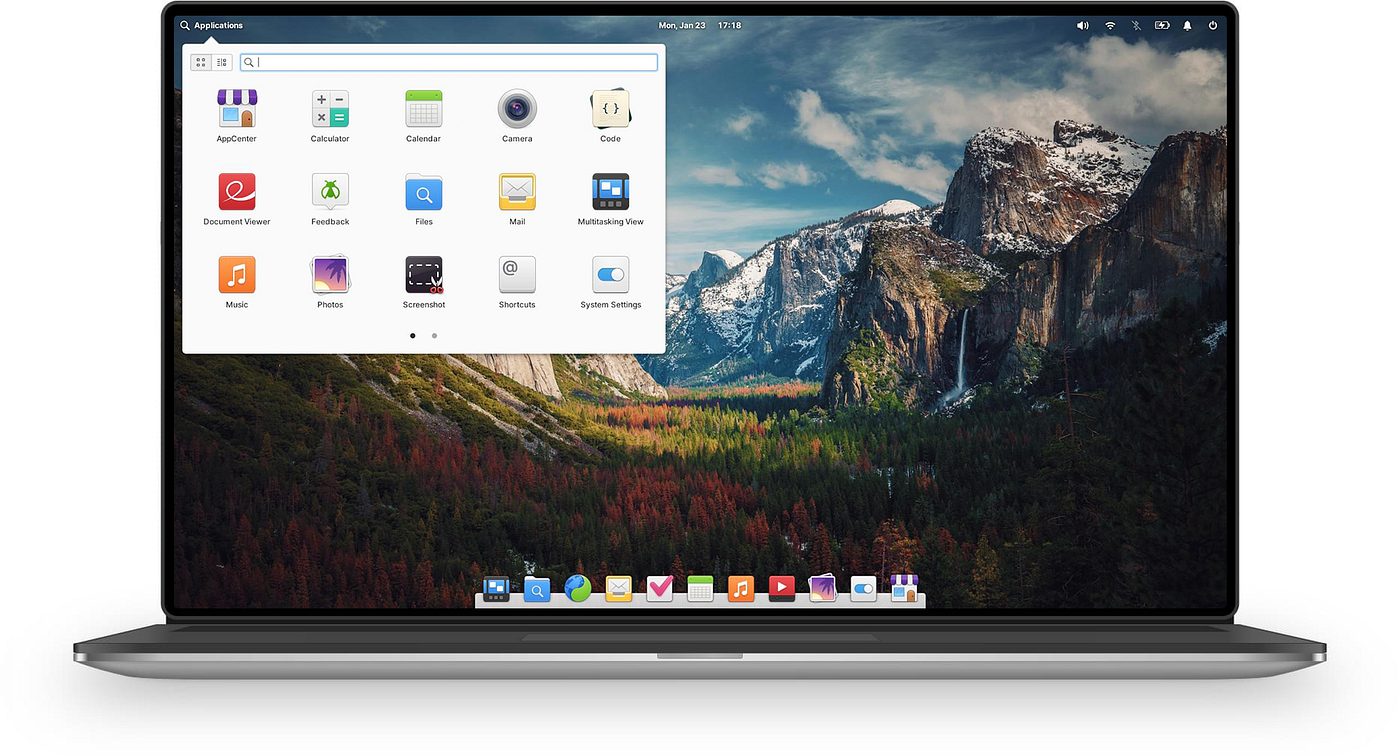 Applications
Mon, Jan 23 17:18
AppCenter Calculator Calendar Camera Code
{ }
Document Viewer Feedback Files Mail Multitasking View
@
Music Photos Screenshot Shortcuts System Settings